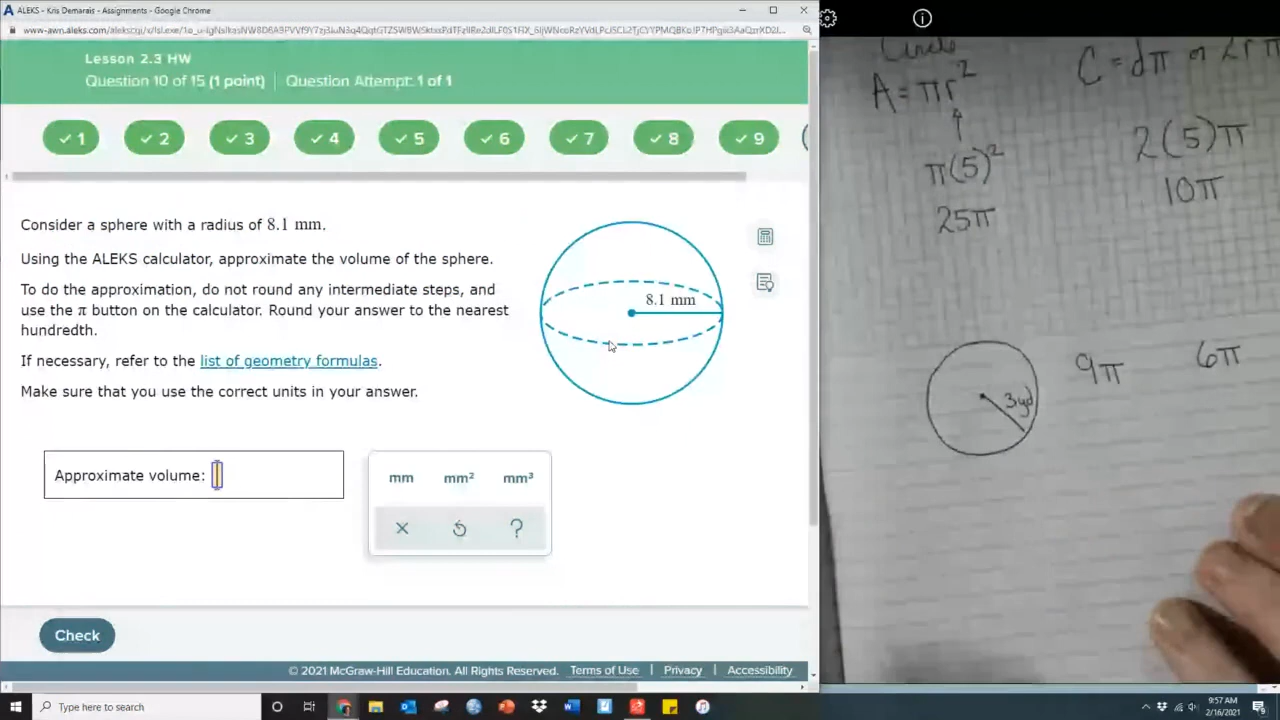 ALEKS - Kris Demarais - Assignments - Google Chrome
Lesson 2.3 HW
Question 10 of 15 (1 point) | Question Attempt: 1 of 1
✓ 1 ✓ 2 ✓ 3 ✓ 4 ✓ 5 ✓ 6 ✓ 7 ✓ 8 ✓ 9
Consider a sphere with a radius of 8.1 mm.
Using the ALEKS calculator, approximate the volume of the sphere.
To do the approximation, do not round any intermediate steps, and
use the π button on the calculator. Round your answer to the nearest
hundredth.
If necessary, refer to the list of geometry formulas.
Make sure that you use the correct units in your answer.
8.1 mm
Approximate volume:
mm mm² mm³
?
Check
© 2021 McGraw-Hill Education. All Rights Reserved. Terms of Use | Privacy | Accessibility
Type here to search
9:57 AM
2/16/2021
Circle
A = πr²
π(5)²
25π
C = dπ or 2rπ
2(5)π
10π
3yd
9π
6π